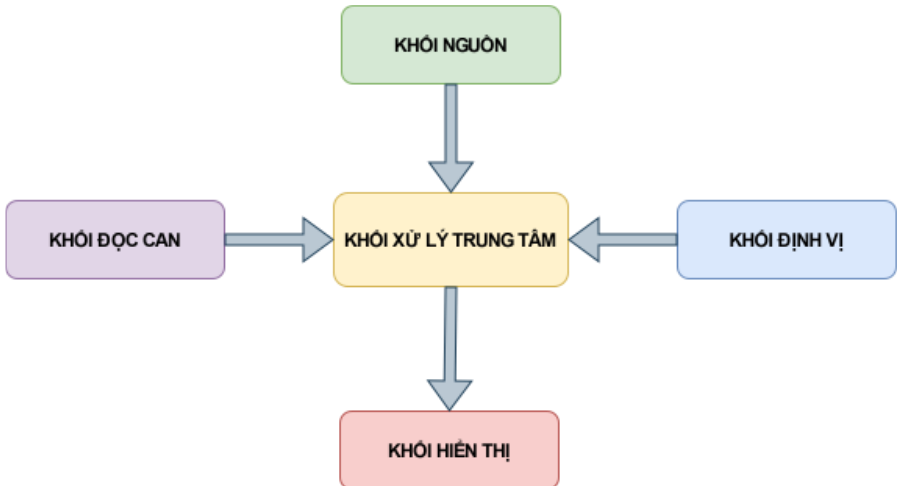 KHỐI NGUỒN
KHỐI ĐỌC CAN
KHỐI XỬ LÝ TRUNG TÂM
KHỐI ĐỊNH VỊ
KHỐI HIỂN THỊ